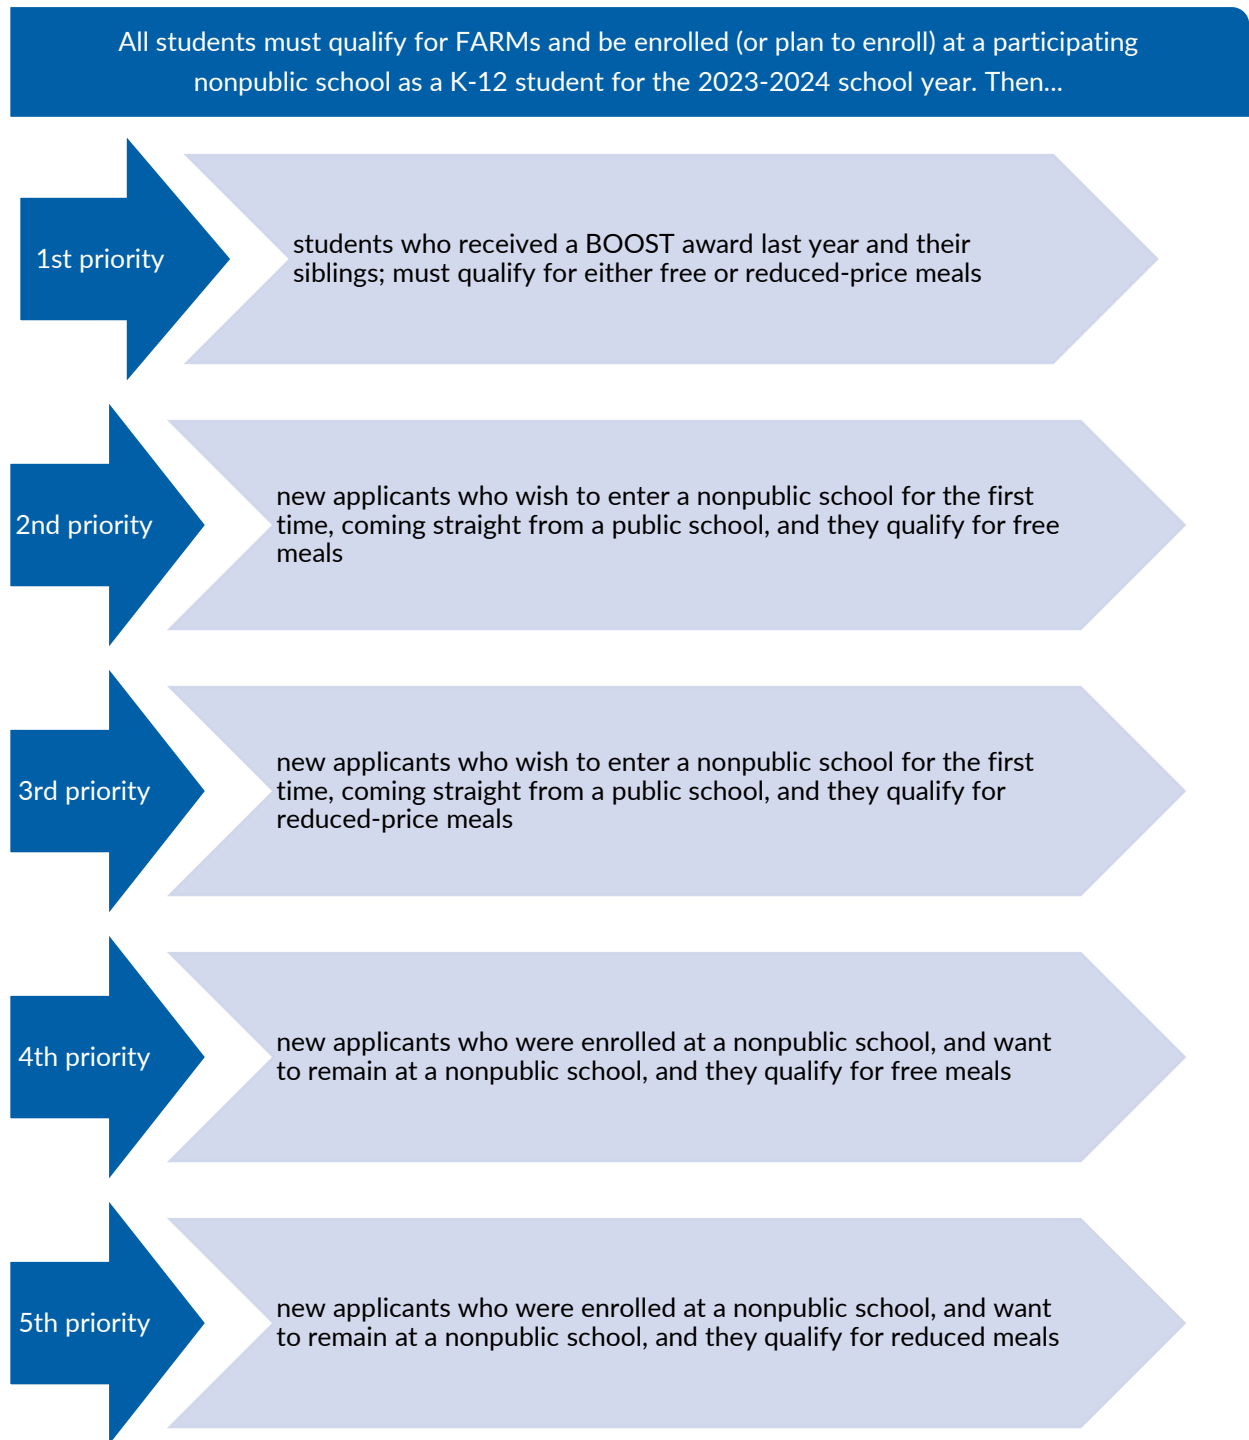 All students must qualify for FARMs and be enrolled (or plan to enroll) at a participating
nonpublic school as a K-12 student for the 2023-2024 school year. Then...
1st priority
students who received a BOOST award last year and their
siblings; must qualify for either free or reduced-price meals
2nd priority
new applicants who wish to enter a nonpublic school for the first
time, coming straight from a public school, and they qualify for free
meals
3rd priority
new applicants who wish to enter a nonpublic school for the first
time, coming straight from a public school, and they qualify for
reduced-price meals
4th priority
new applicants who were enrolled at a nonpublic school, and want
to remain at a nonpublic school, and they qualify for free meals
5th priority
new applicants who were enrolled at a nonpublic school, and want
to remain at a nonpublic school, and they qualify for reduced meals